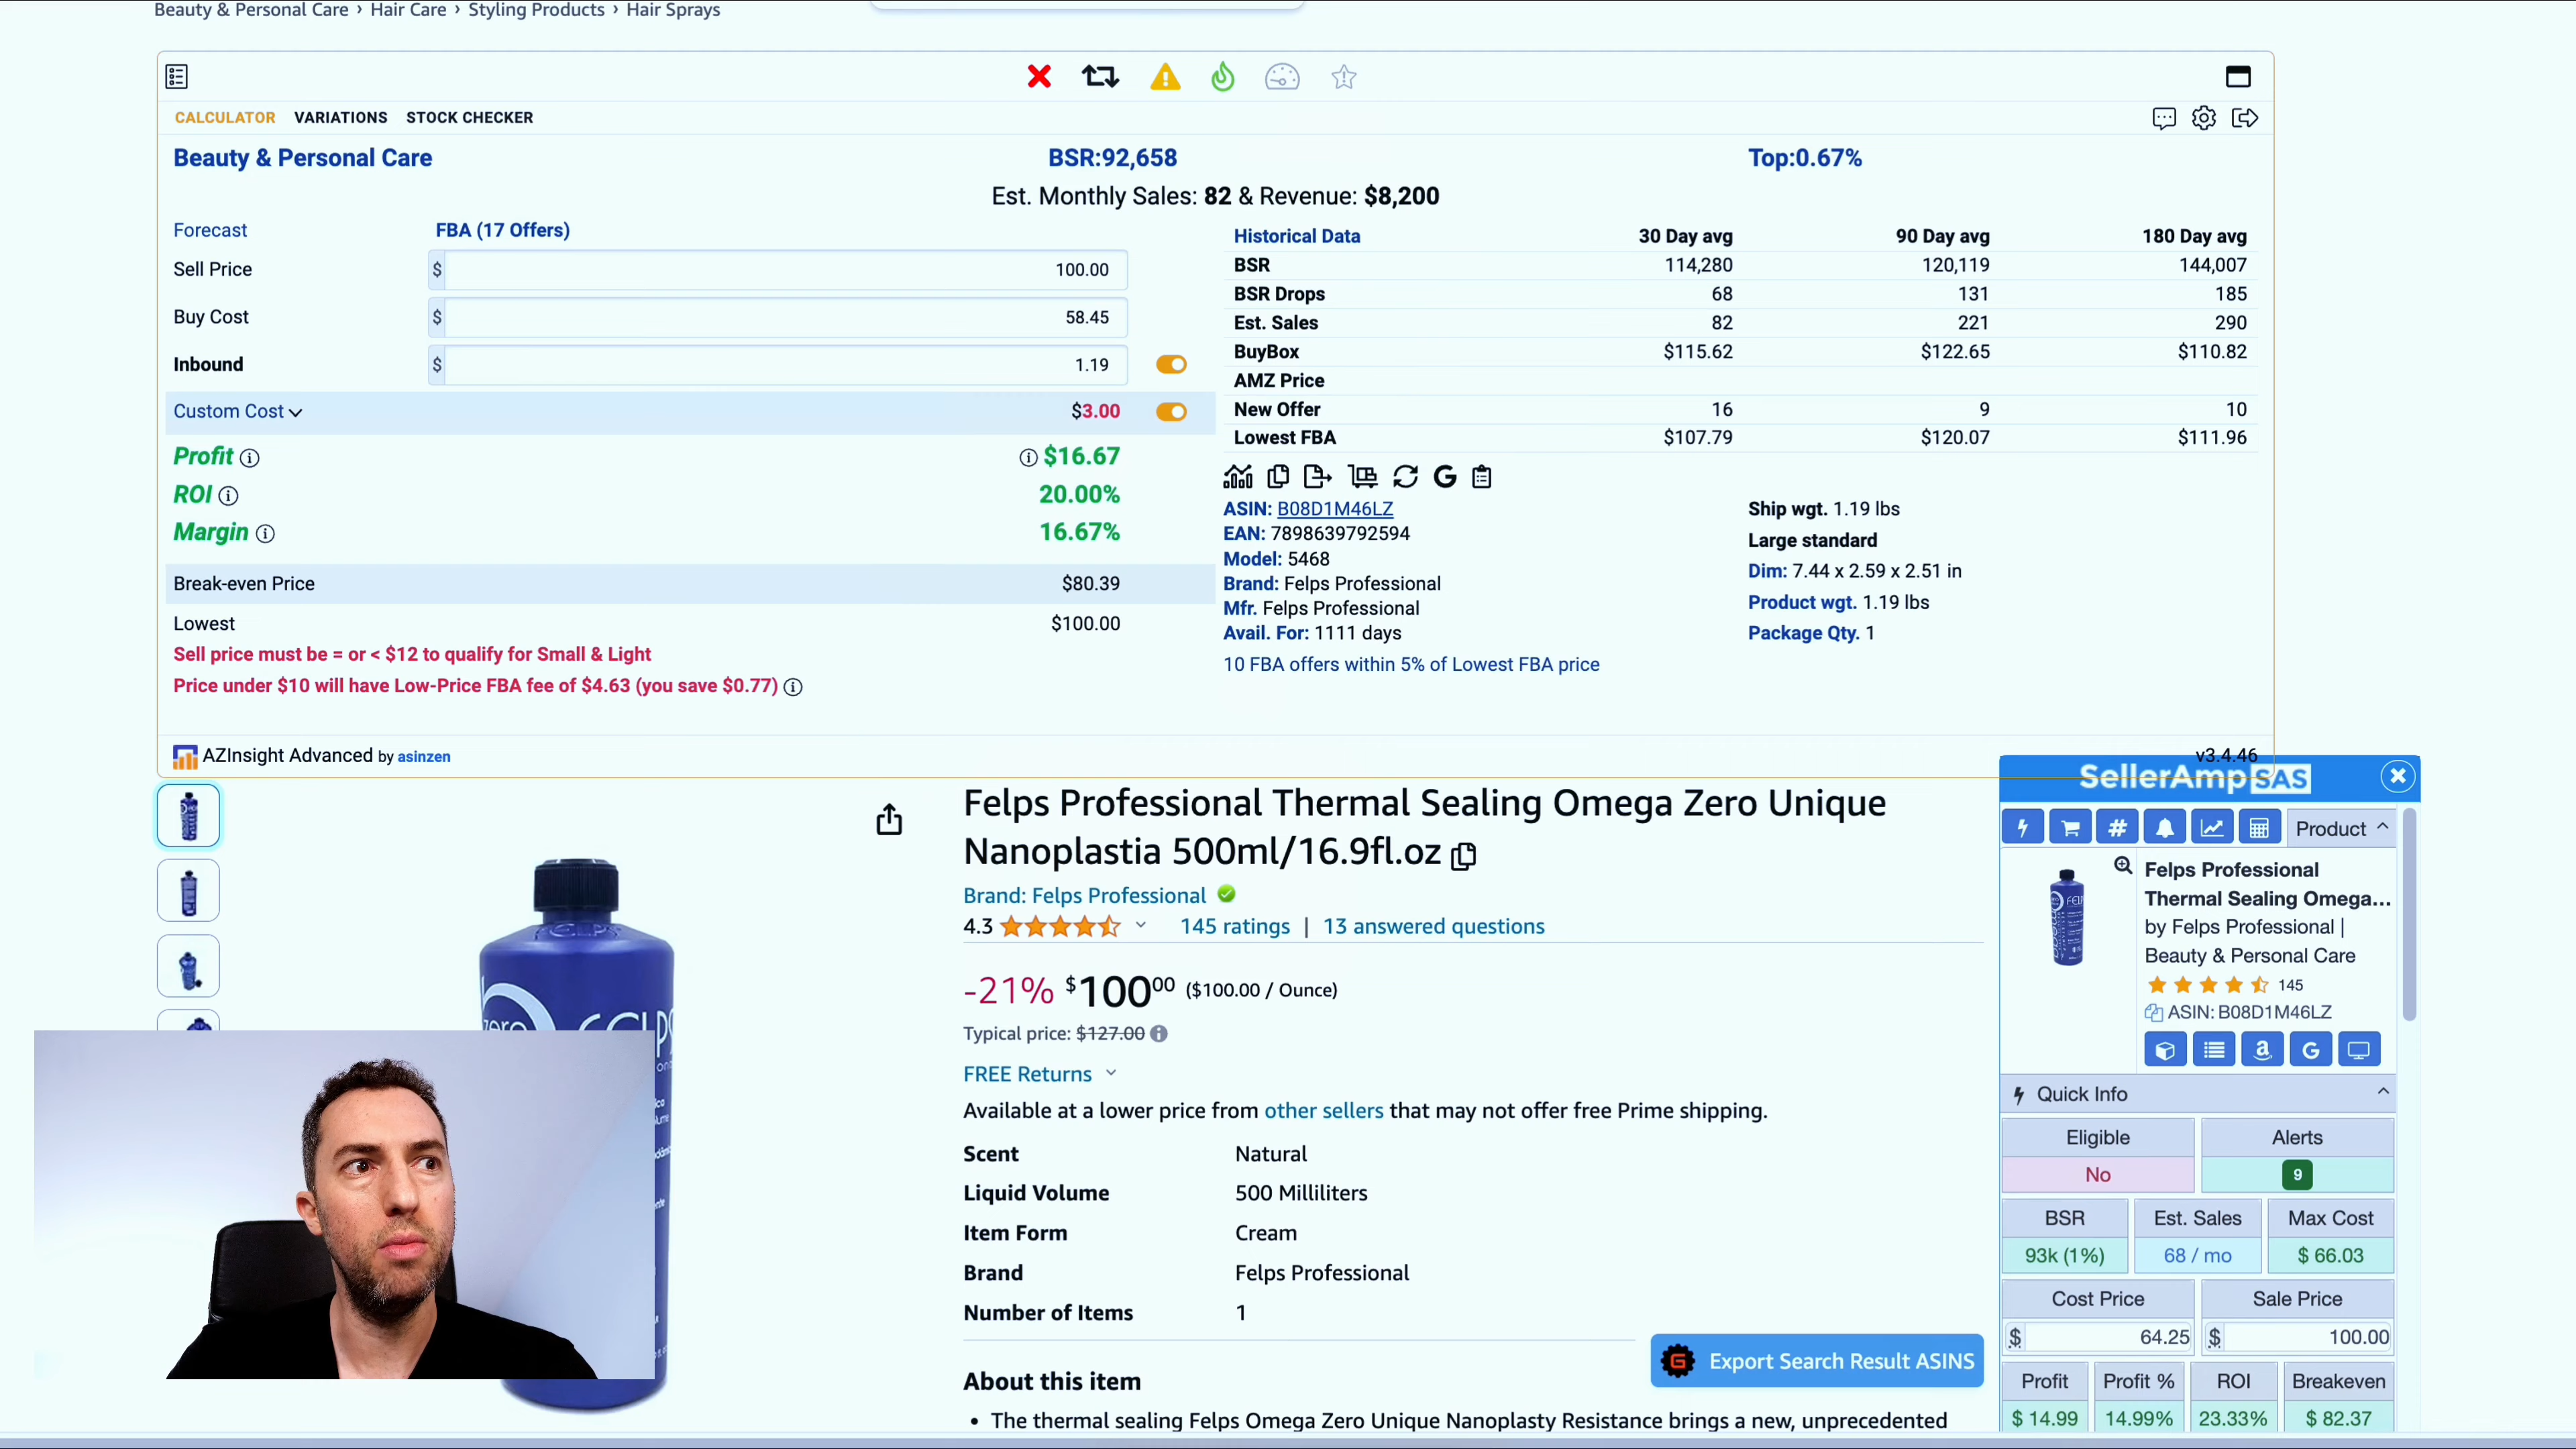 Beauty & Personal Care › Hair Care › Styling Products › Hair Sprays
CALCULATOR VARIATIONS STOCK CHECKER
Beauty & Personal Care BSR:92,658 Top:0.67%
Est. Monthly Sales: 82 & Revenue: $8,200
Forecast FBA (17 Offers)
Sell Price $ 100.00
Buy Cost $ 58.45
Inbound $ 1.19
Custom Cost $3.00
Profit $16.67
ROI 20.00%
Margin 16.67%
Break-even Price $80.39
Lowest $100.00
Sell price must be = or < $12 to qualify for Small & Light
Price under $10 will have Low-Price FBA fee of $4.63 (you save $0.77)
Historical Data 30 Day avg 90 Day avg 180 Day avg
BSR 114,280 120,119 144,007
BSR Drops 68 131 185
Est. Sales 82 221 290
BuyBox $115.62 $122.65 $110.82
AMZ Price
New Offer 16 9 10
Lowest FBA $107.79 $120.07 $111.96
ASIN: B08D1M46LZ
EAN: 7898639792594
Model: 5468
Brand: Felps Professional
Mfr. Felps Professional
Avail. For: 1111 days
10 FBA offers within 5% of Lowest FBA price
Ship wgt. 1.19 lbs
Large standard
Dim: 7.44 x 2.59 x 2.51 in
Product wgt. 1.19 lbs
Package Qty. 1
AZInsight Advanced by asinzen v3.4.46
Felps Professional Thermal Sealing Omega Zero Unique
Nanoplastia 500ml/16.9fl.oz
Brand: Felps Professional
4.3 145 ratings | 13 answered questions
-21% $100.00 ($100.00 / Ounce)
Typical price: $127.00
FREE Returns
Available at a lower price from other sellers that may not offer free Prime shipping.
Scent Natural
Liquid Volume 500 Milliliters
Item Form Cream
Brand Felps Professional
Number of Items 1
About this item
• The thermal sealing Felps Omega Zero Unique Nanoplasty Resistance brings a new, unprecedented
Export Search Result ASINS
SellerAmp SAS
Product
Felps Professional
Thermal Sealing Omega...
by Felps Professional |
Beauty & Personal Care
145
ASIN: B08D1M46LZ
Quick Info
Eligible Alerts
No 9
BSR Est. Sales Max Cost
93k (1%) 68 / mo $ 66.03
Cost Price Sale Price
$ 64.25 $ 100.00
Profit Profit % ROI Breakeven
$ 14.99 14.99% 23.33% $ 82.37